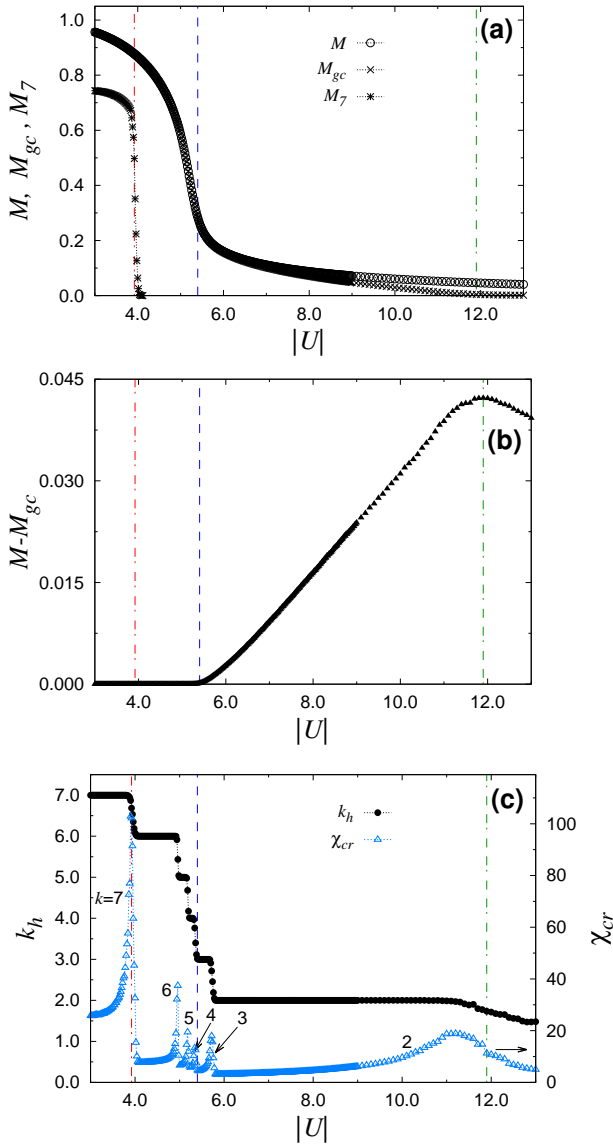 (a)
M
M_gc
M_7
1.0
0.8
0.6
0.4
0.2
0.0
M, M_gc , M_7
4.0 6.0 8.0 10.0 12.0
|U|
(b)
0.045
0.030
0.015
0.000
M-M_gc
4.0 6.0 8.0 10.0 12.0
|U|
(c)
k_h
χ_cr
7.0
6.0
5.0
4.0
3.0
2.0
1.0
0.0
k_h
100
80
60
40
20
0
χ_cr
k=7
6
5
4
3
2
4.0 6.0 8.0 10.0 12.0
|U|